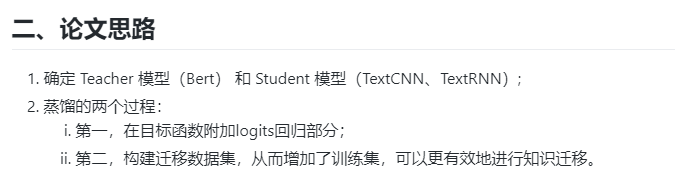 二、论文思路
1. 确定 Teacher 模型（Bert） 和 Student 模型（TextCNN、TextRNN）;
2. 蒸馏的两个过程：
i. 第一，在目标函数附加logits回归部分；
ii. 第二，构建迁移数据集，从而增加了训练集，可以更有效地进行知识迁移。